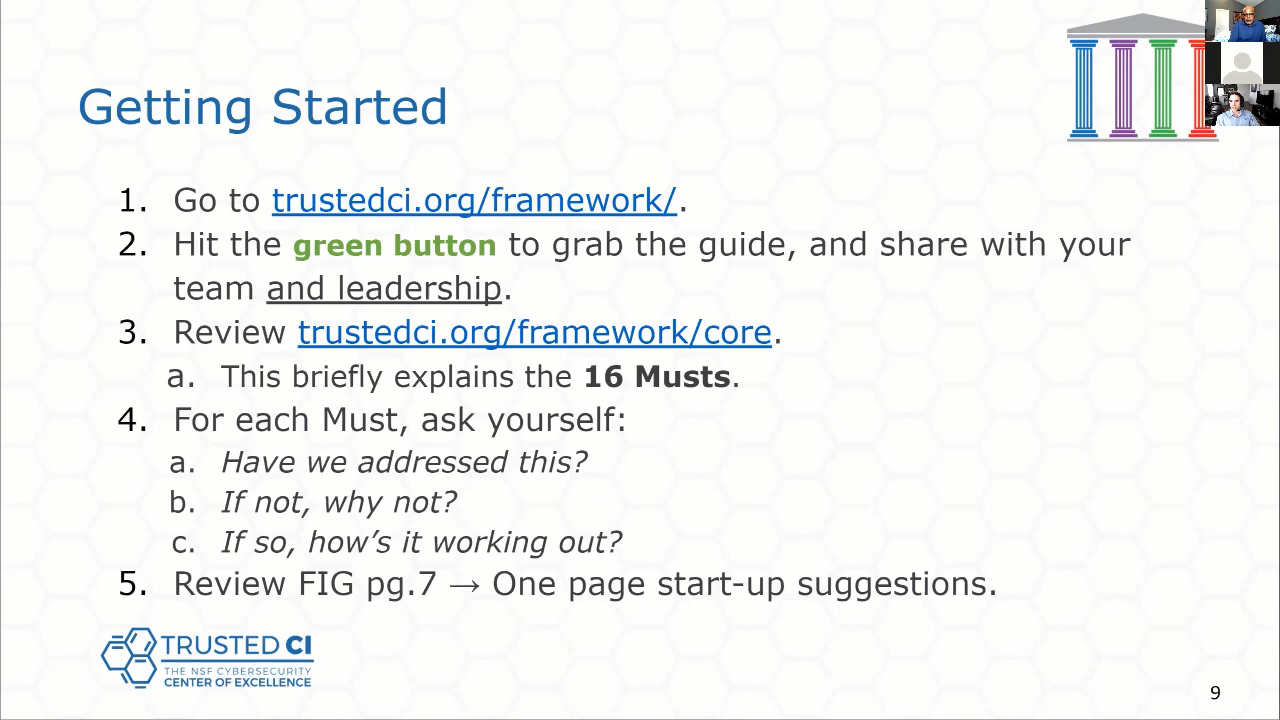 Getting Started
1. Go to trustedci.org/framework/.
2. Hit the green button to grab the guide, and share with your
team and leadership.
3. Review trustedci.org/framework/core.
a. This briefly explains the 16 Musts.
4. For each Must, ask yourself:
a. Have we addressed this?
b. If not, why not?
c. If so, how’s it working out?
5. Review FIG pg.7 → One page start-up suggestions.
TRUSTED CI
THE NSF CYBERSECURITY
CENTER OF EXCELLENCE
9